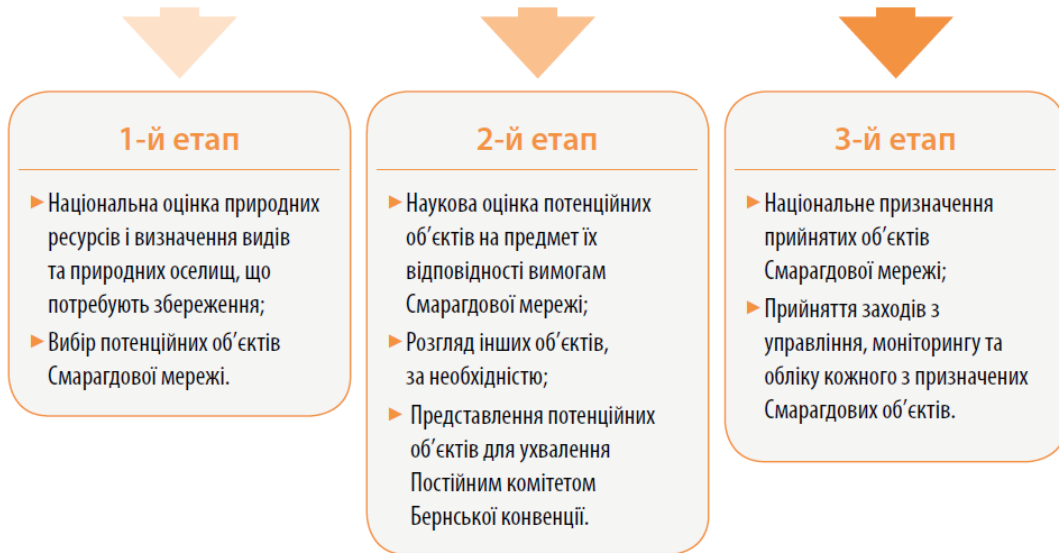 1-й етап
▶ Національна оцінка природних
ресурсів і визначення видів
та природних оселищ, що
потребують збереження;
▶ Вибір потенційних об’єктів
Смарагдової мережі.
2-й етап
▶ Наукова оцінка потенційних
об’єктів на предмет їх
відповідності вимогам
Смарагдової мережі;
▶ Розгляд інших об’єктів,
за необхідністю;
▶ Представлення потенційних
об’єктів для ухвалення
Постійним комітетом
Бернської конвенції.
3-й етап
▶ Національне призначення
прийнятих об’єктів
Смарагдової мережі;
▶ Прийняття заходів з
управління, моніторингу та
обліку кожного з призначених
Смарагдових об’єктів.